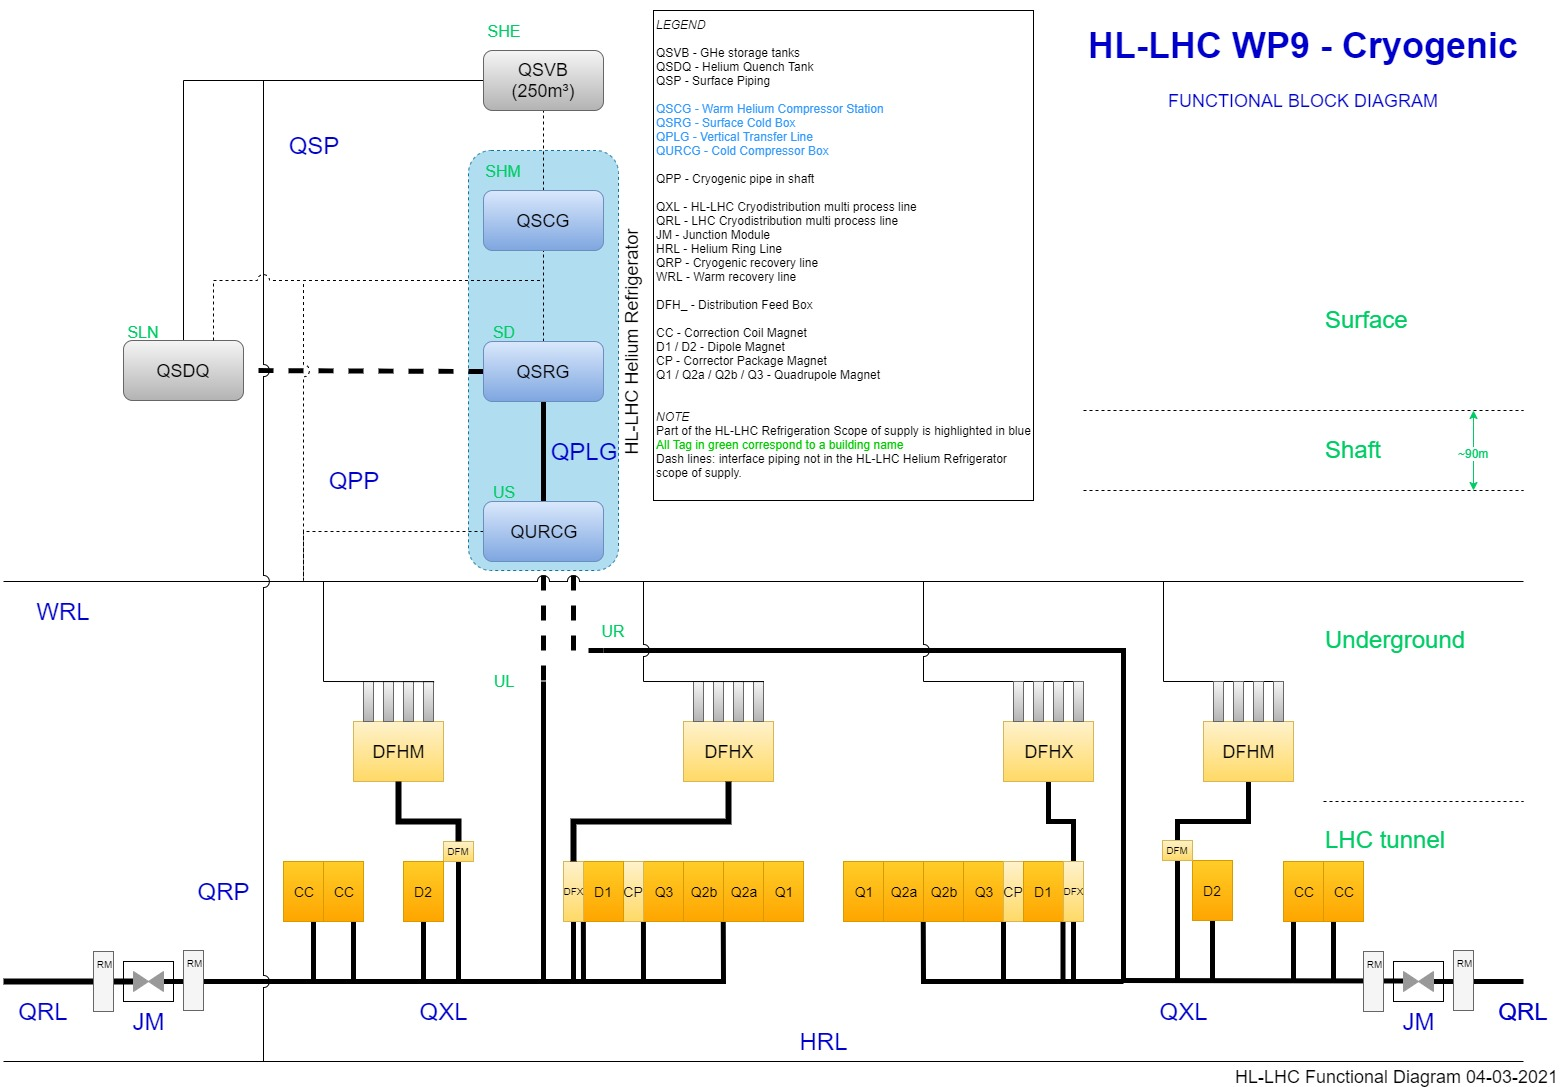 HL-LHC WP9 - Cryogenic
FUNCTIONAL BLOCK DIAGRAM
SHE
QSVB
(250m³)
QSP
SHM
QSCG
HL-LHC Helium Refrigerator
SLN
QSDQ
SD
QSRG
QPLG
QPP
US
QURCG
LEGEND
QSVB - GHe storage tanks
QSDQ - Helium Quench Tank
QSP - Surface Piping
QSCG - Warm Helium Compressor Station
QSRG - Surface Cold Box
QPLG - Vertical Transfer Line
QURCG - Cold Compressor Box
QPP - Cryogenic pipe in shaft
QXL - HL-LHC Cryodistribution multi process line
QRL - LHC Cryodistribution multi process line
JM - Junction Module
HRL - Helium Ring Line
QRP - Cryogenic recovery line
WRL - Warm recovery line
DFH_ - Distribution Feed Box
CC - Correction Coil Magnet
D1 / D2 - Dipole Magnet
CP - Corrector Package Magnet
Q1 / Q2a / Q2b / Q3 - Quadrupole Magnet
NOTE
Part of the HL-LHC Refrigeration Scope of supply is highlighted in blue
All Tag in green correspond to a building name
Dash lines: interface piping not in the HL-LHC Helium Refrigerator
scope of supply.
Surface
Shaft
~90m
Underground
LHC tunnel
WRL
UR
UL
DFHM
DFHX
DFHX
DFHM
DFM
DFM
QRP
CC
CC
D2
DFX
D1
CP
Q3
Q2b
Q2a
Q1
Q1
Q2a
Q2b
Q3
CP
D1
DFX
D2
CC
CC
RM
RM
RM
RM
QRL
JM
QXL
HRL
QXL
JM
QRL
HL-LHC Functional Diagram 04-03-2021